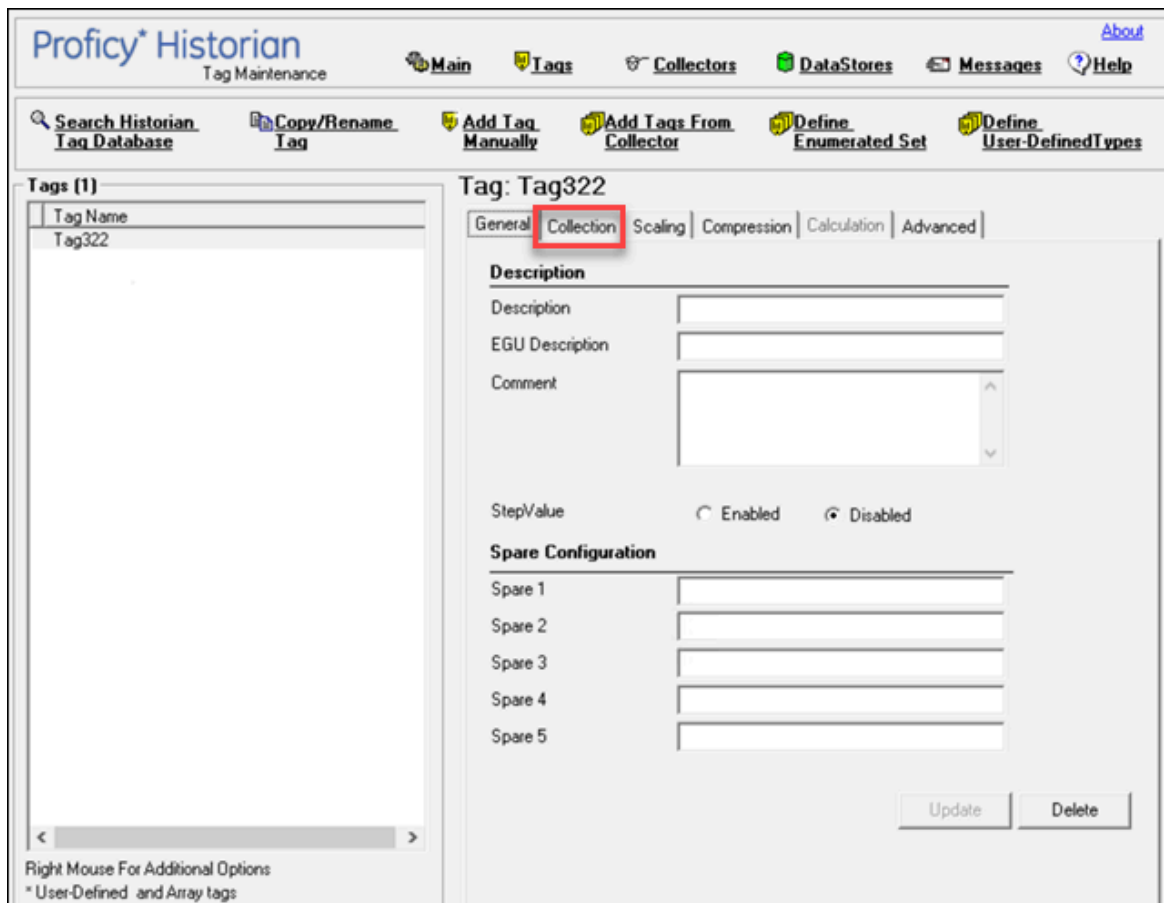 About
Proficy* Historian
Tag Maintenance
Main Tags Collectors DataStores Messages Help
Search Historian Tag Database
Copy/Rename Tag
Add Tag Manually
Add Tags From Collector
Define Enumerated Set
Define User-DefinedTypes
Tags (1)
Tag Name
Tag322
Right Mouse For Additional Options
* User-Defined and Array tags
Tag: Tag322
General Collection Scaling Compression Calculation Advanced
Description
Description
EGU Description
Comment
StepValue Enabled Disabled
Spare Configuration
Spare 1
Spare 2
Spare 3
Spare 4
Spare 5
Update Delete